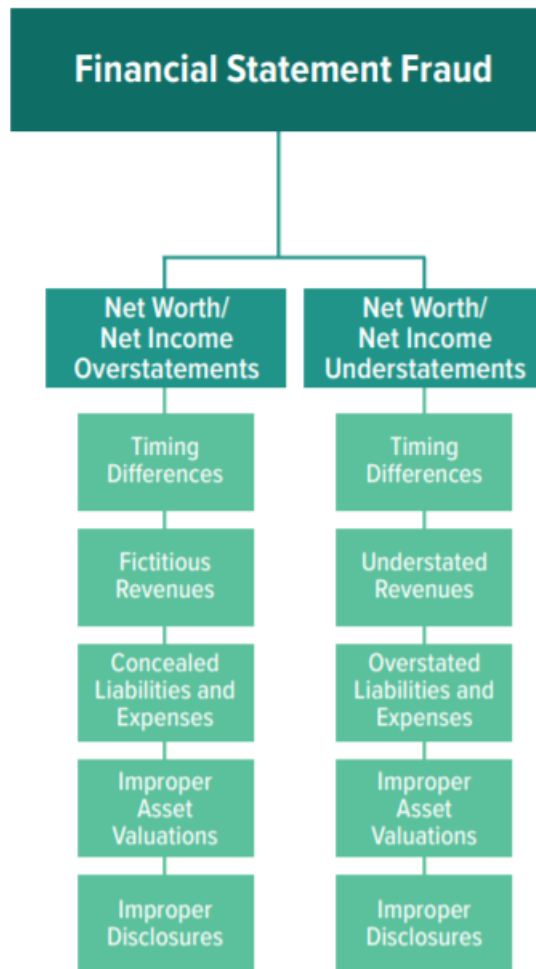 Financial Statement Fraud
Net Worth/
Net Income
Overstatements
Timing
Differences
Fictitious
Revenues
Concealed
Liabilities and
Expenses
Improper
Asset
Valuations
Improper
Disclosures
Net Worth/
Net Income
Understatements
Timing
Differences
Understated
Revenues
Overstated
Liabilities and
Expenses
Improper
Asset
Valuations
Improper
Disclosures